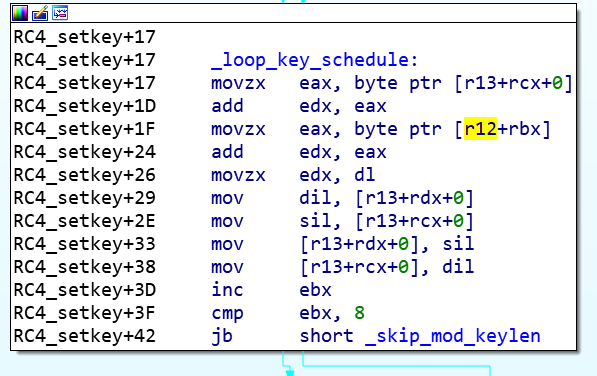 RC4_setkey+17
RC4_setkey+17 _loop_key_schedule:
RC4_setkey+17 movzx eax, byte ptr [r13+rcx+0]
RC4_setkey+1D add edx, eax
RC4_setkey+1F movzx eax, byte ptr [r12+rbx]
RC4_setkey+24 add edx, eax
RC4_setkey+26 movzx edx, dl
RC4_setkey+29 mov dil, [r13+rdx+0]
RC4_setkey+2E mov sil, [r13+rcx+0]
RC4_setkey+33 mov [r13+rdx+0], sil
RC4_setkey+38 mov [r13+rcx+0], dil
RC4_setkey+3D inc ebx
RC4_setkey+3F cmp ebx, 8
RC4_setkey+42 jb short _skip_mod_keylen